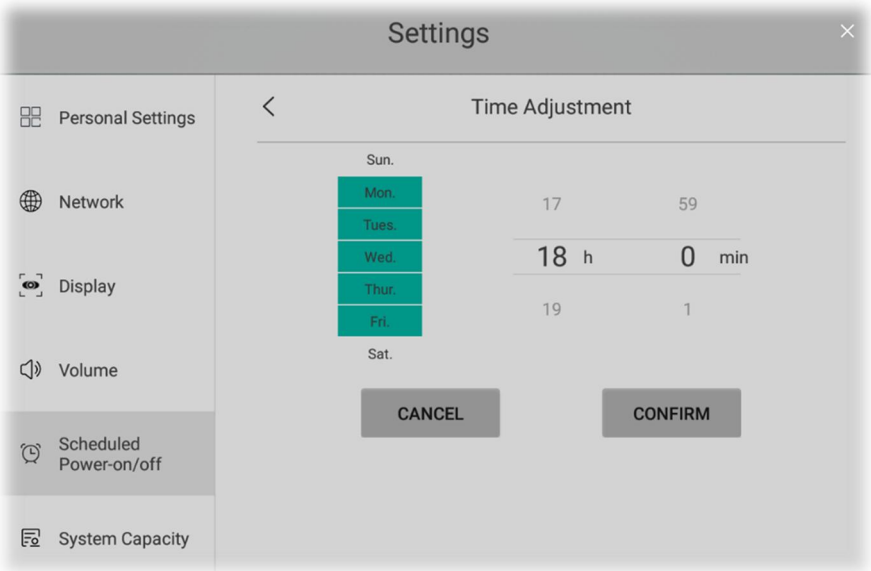 Settings
Personal Settings
Network
Display
Volume
Scheduled
Power-on/off
System Capacity
Time Adjustment
Sun.
Mon.
Tues.
Wed.
Thur.
Fri.
Sat.
17 59
18 h 0 min
19 1
CANCEL CONFIRM